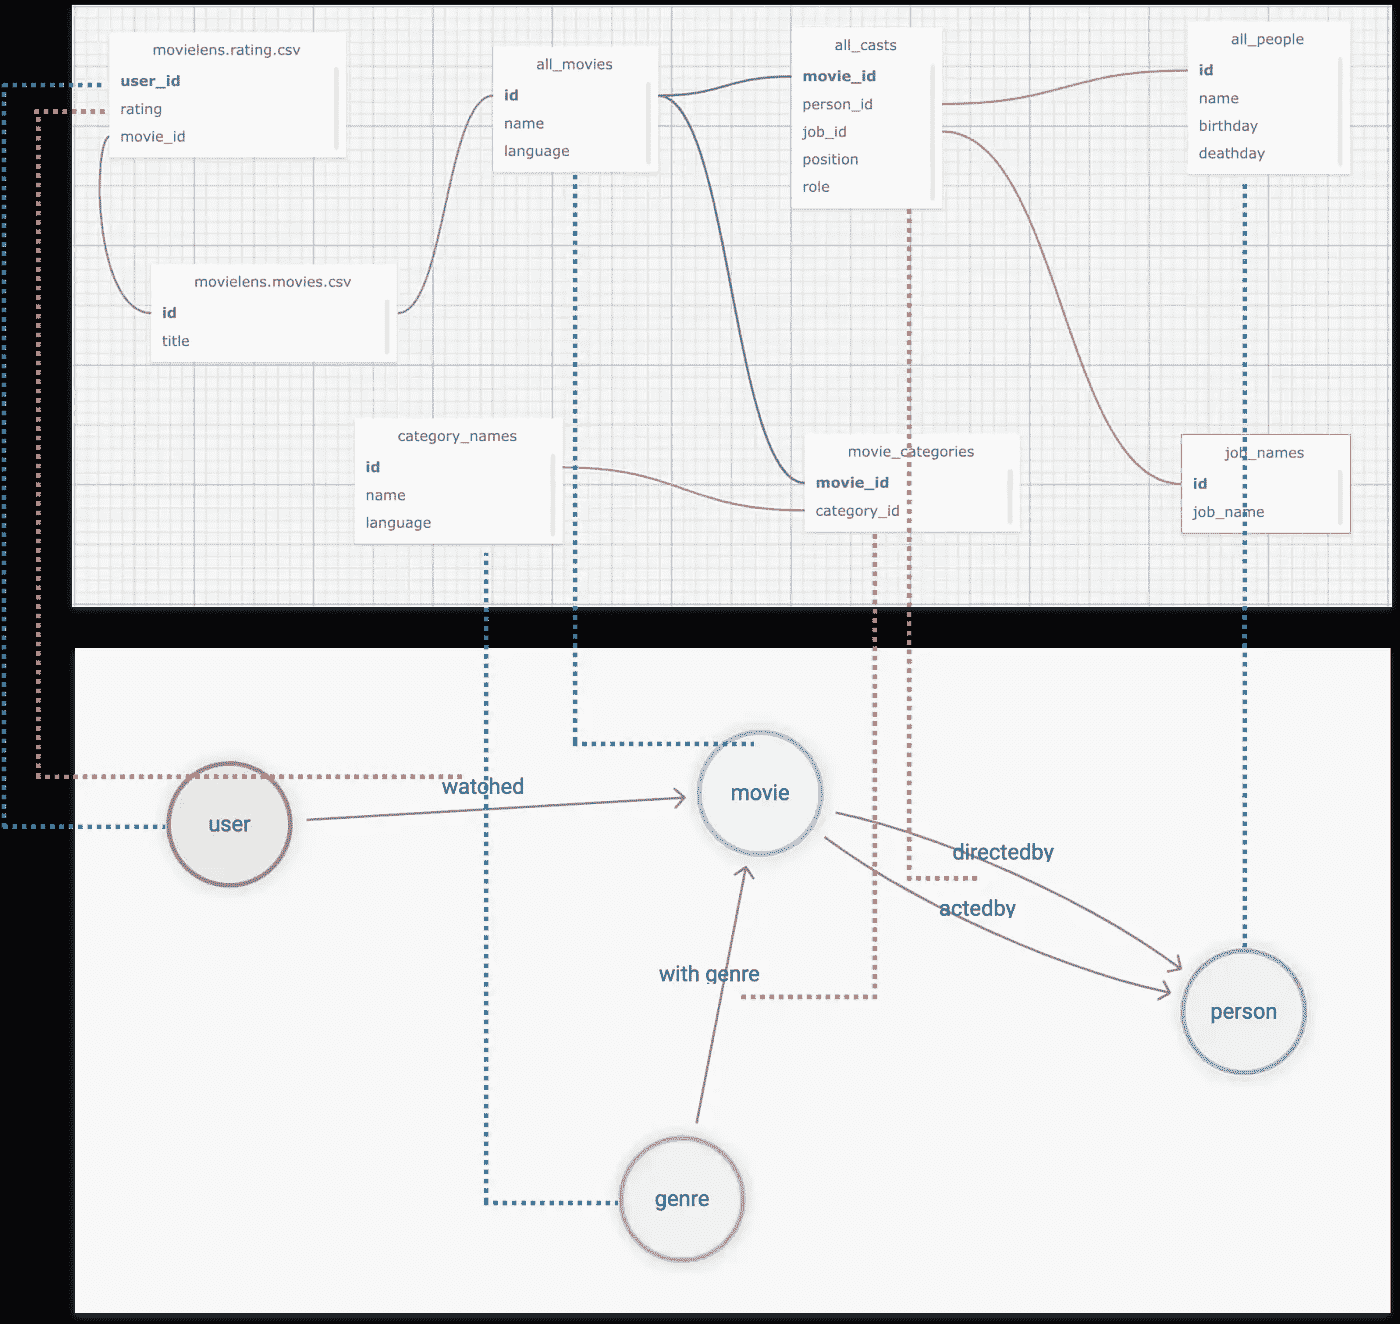 movielens.rating.csv
user_id
rating
movie_id
all_movies
id
name
language
all_casts
movie_id
person_id
job_id
position
role
all_people
id
name
birthday
deathday
movielens.movies.csv
id
title
category_names
id
name
language
movie_categories
movie_id
category_id
job_names
id
job_name
watched
user
movie
directedby
actedby
with genre
person
genre